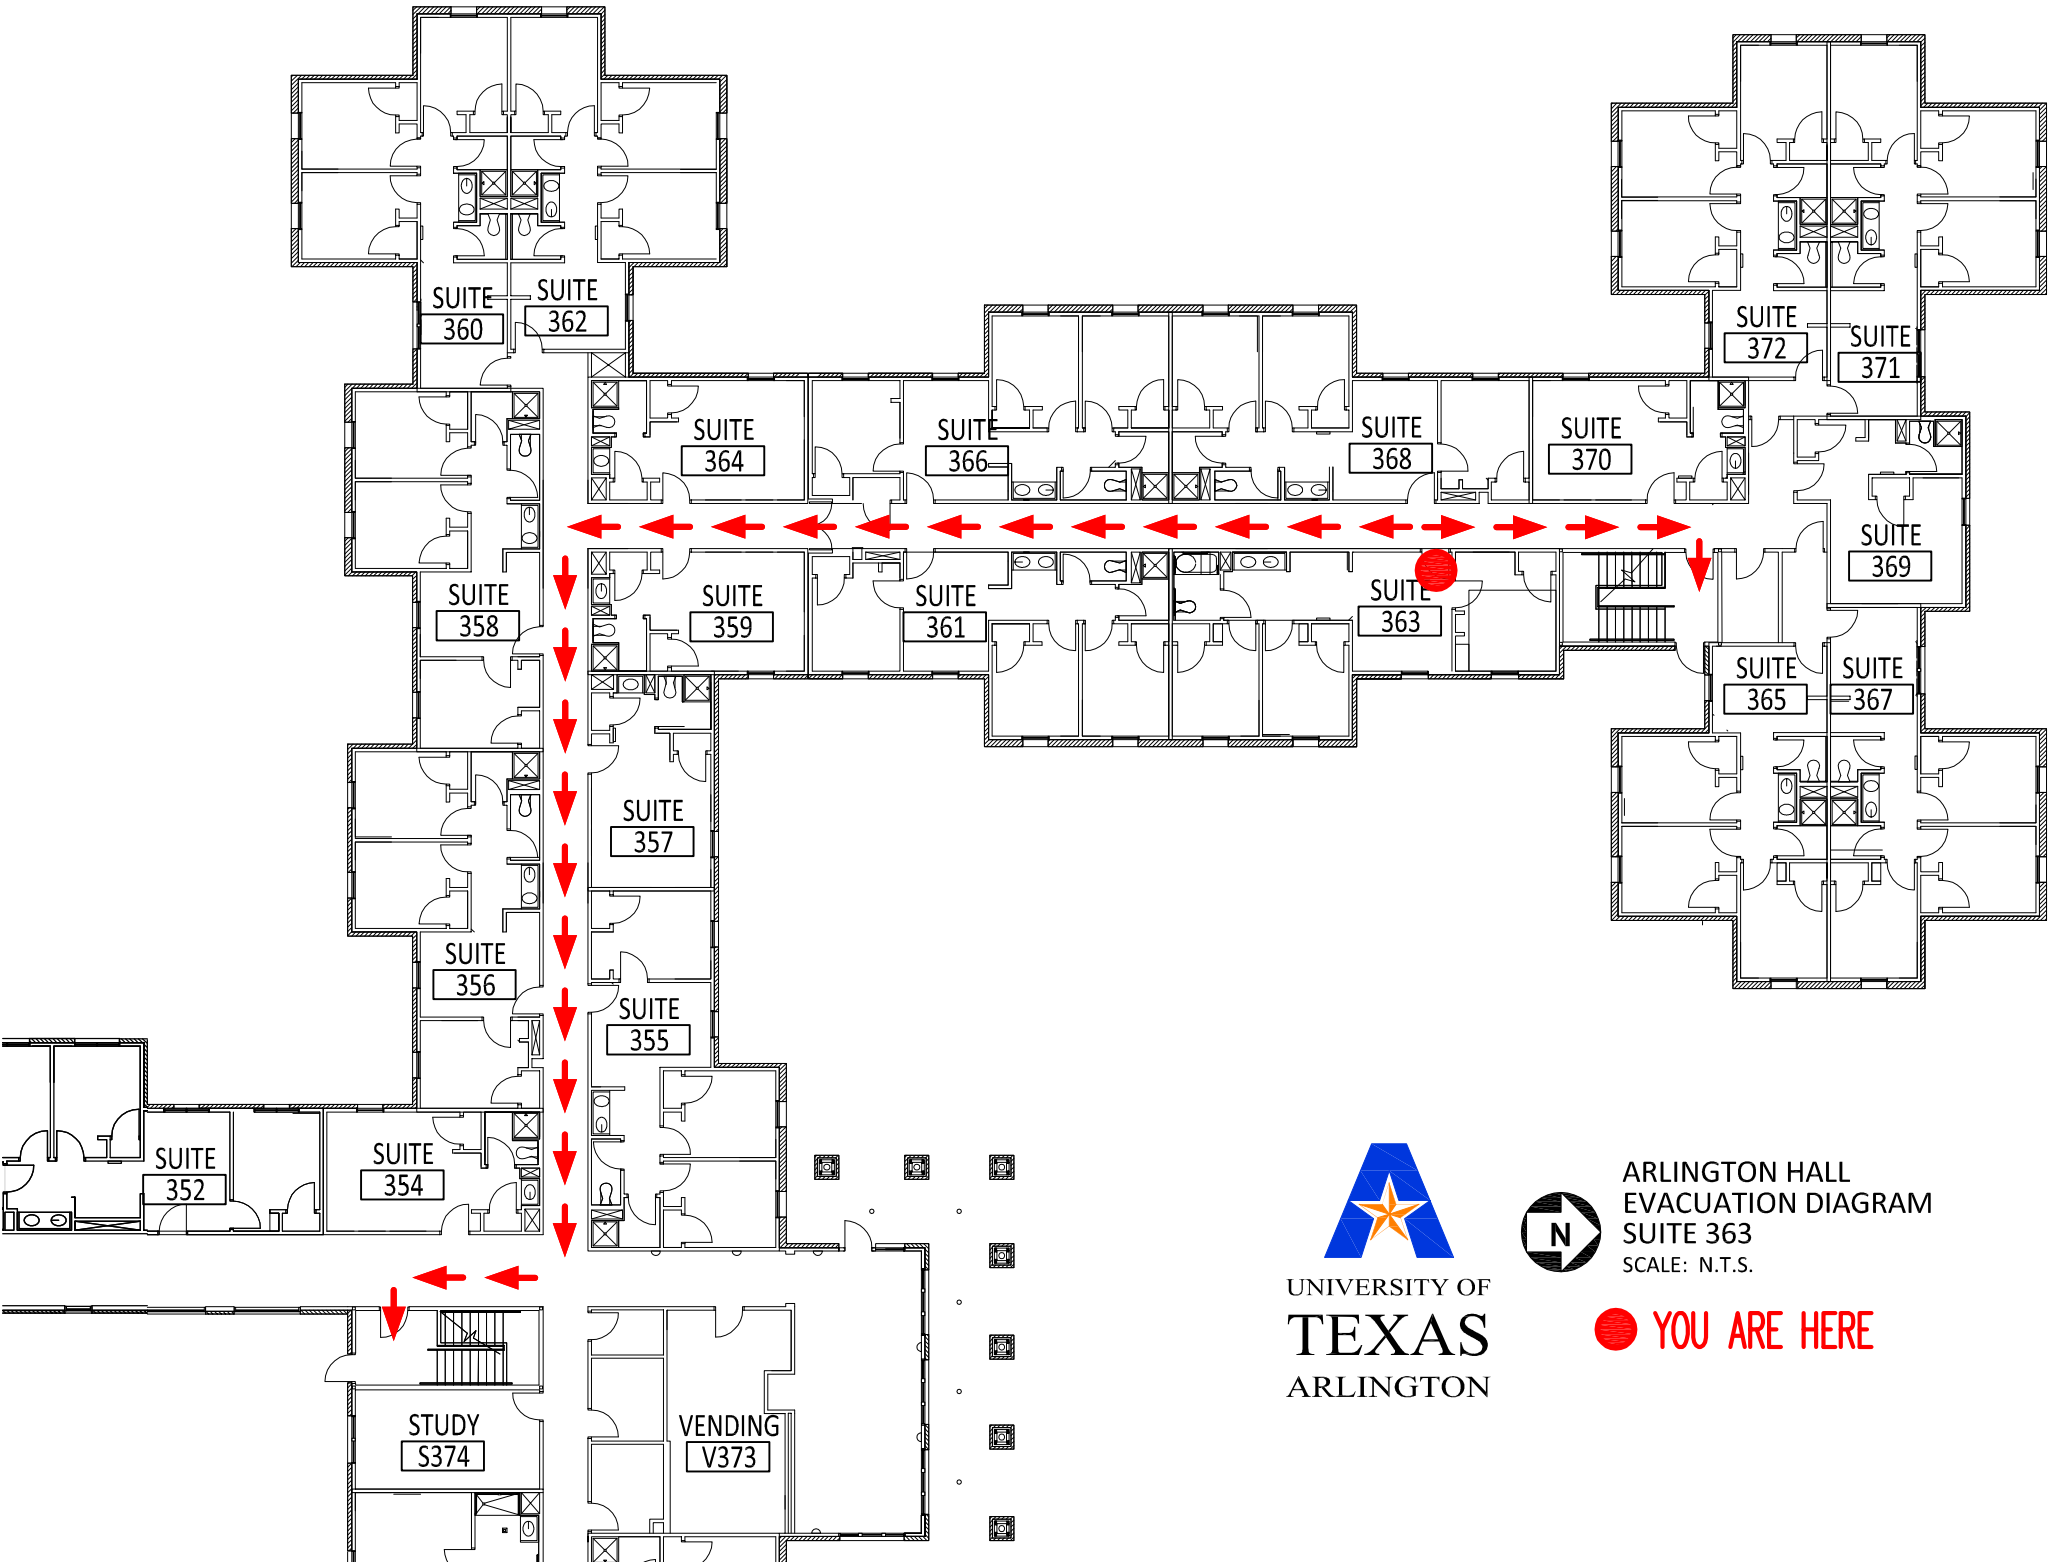 SUITE
360
SUITE
362
SUITE
372
SUITE
371
SUITE
364
SUITE
366
SUITE
368
SUITE
370
SUITE
369
SUITE
358
SUITE
359
SUITE
361
SUITE
363
SUITE
365
SUITE
367
SUITE
357
SUITE
356
SUITE
355
SUITE
352
SUITE
354
STUDY
S374
VENDING
V373
UNIVERSITY OF
TEXAS
ARLINGTON
N
ARLINGTON HALL
EVACUATION DIAGRAM
SUITE 363
SCALE: N.T.S.
YOU ARE HERE